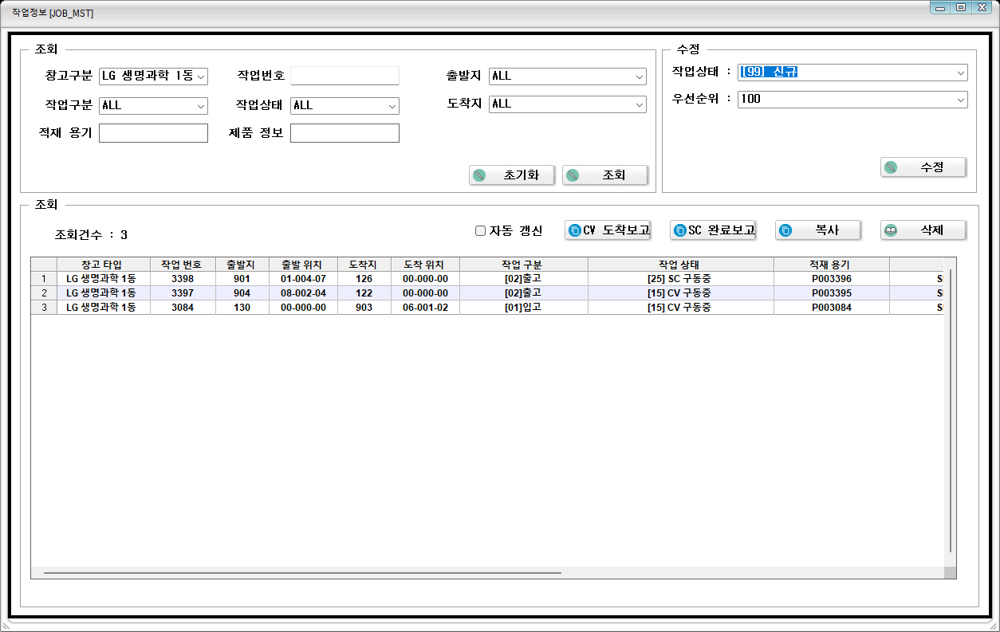 작업정보 [JOB_MST]
조회
창고구분 LG 생명과학 1동 작업번호 출발지 ALL
작업구분 ALL 작업상태 ALL 도착지 ALL
적재 용기 제품 정보
초기화 조회
수정
작업상태 : [99] 신규
우선순위 : 100
수정
조회
조회건수 : 3 자동 갱신 CV 도착보고 SC 완료보고 복사 삭제
창고 타입 작업 번호 출발지 출발 위치 도착지 도착 위치 작업 구분 작업 상태 적재 용기
1 LG 생명과학 1동 3398 901 01-004-07 126 00-000-00 [02]출고 [25] SC 구동중 P003396
2 LG 생명과학 1동 3397 904 08-002-04 122 00-000-00 [02]출고 [15] CV 구동중 P003395
3 LG 생명과학 1동 3084 130 00-000-00 903 06-001-02 [01]입고 [15] CV 구동중 P003084